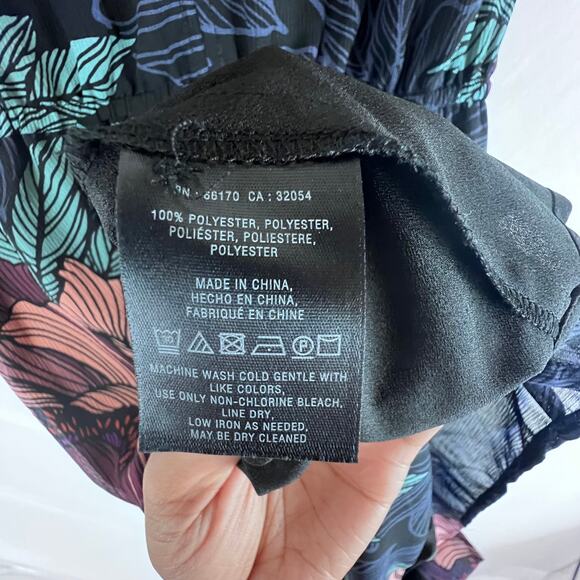 RN : 66170 CA : 32054
100% POLYESTER, POLYESTER,
POLIÉSTER, POLIESTERE,
POLYESTER
MADE IN CHINA,
HECHO EN CHINA,
FABRIQUÉ EN CHINE
MACHINE WASH COLD GENTLE WITH
LIKE COLORS.
USE ONLY NON-CHLORINE BLEACH,
LINE DRY,
LOW IRON AS NEEDED.
MAY BE DRY CLEANED